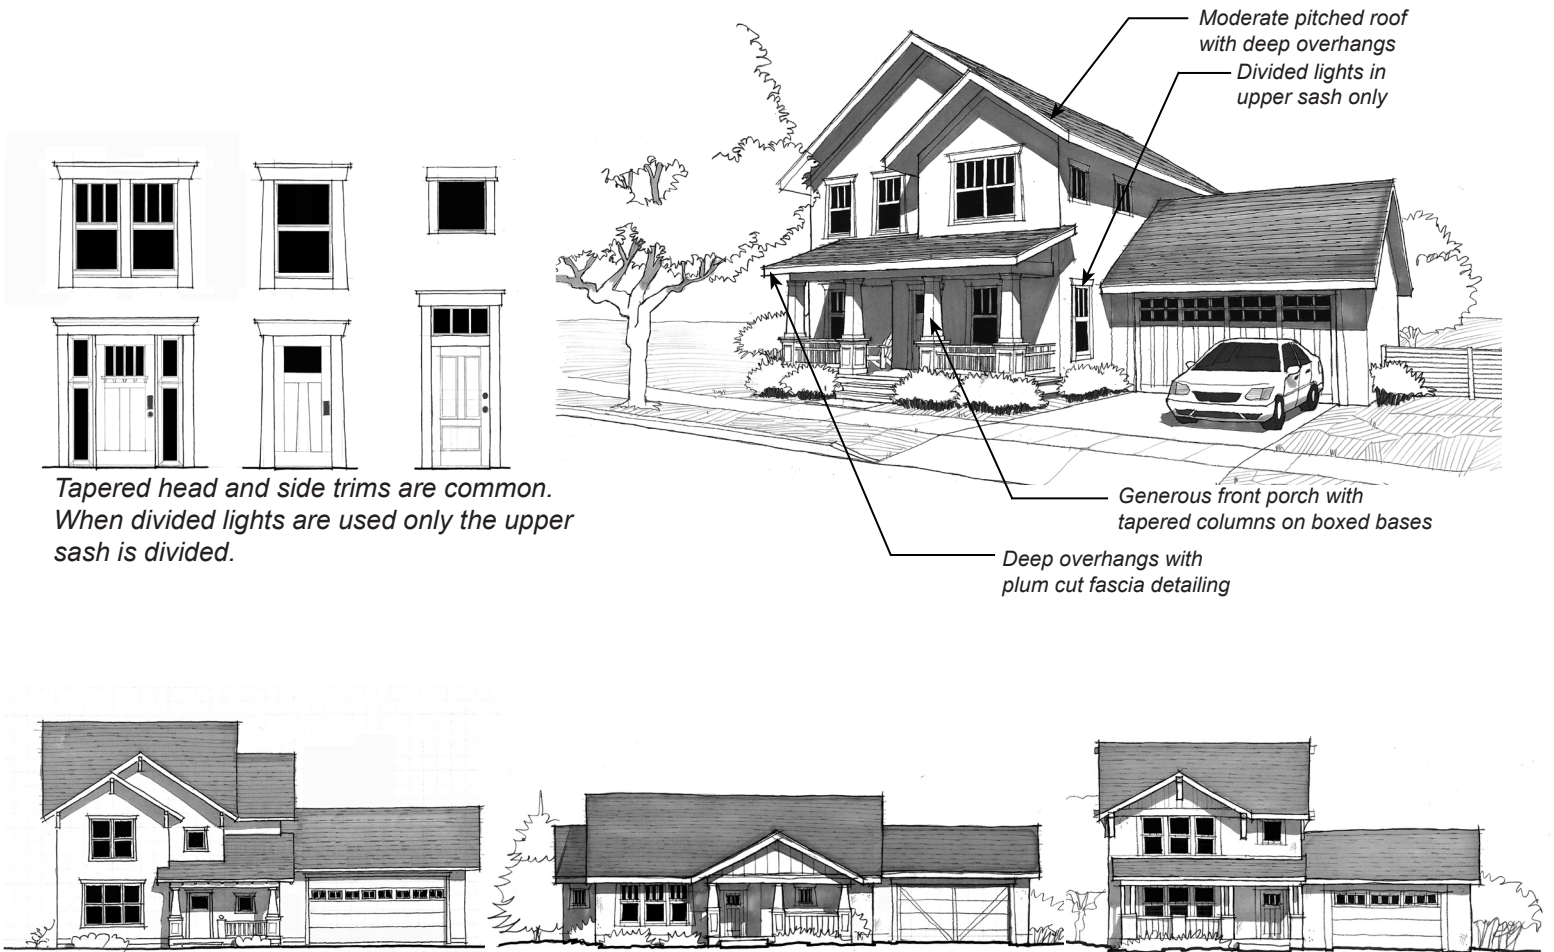 Moderate pitched roof
with deep overhangs
Divided lights in
upper sash only
Tapered head and side trims are common.
When divided lights are used only the upper
sash is divided.
Generous front porch with
tapered columns on boxed bases
Deep overhangs with
plum cut fascia detailing